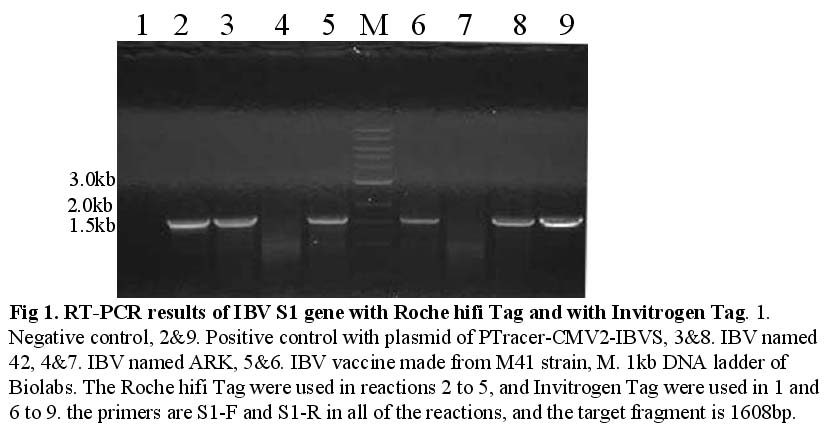 1 2 3 4 5 M 6 7 8 9
3.0kb
2.0kb
1.5kb
Fig 1. RT-PCR results of IBV S1 gene with Roche hifi Tag and with Invitrogen Tag. 1.
Negative control, 2&9. Positive control with plasmid of PTracer-CMV2-IBVS, 3&8. IBV named
42, 4&7. IBV named ARK, 5&6. IBV vaccine made from M41 strain, M. 1kb DNA ladder of
Biolabs. The Roche hifi Tag were used in reactions 2 to 5, and Invitrogen Tag were used in 1 and
6 to 9. the primers are S1-F and S1-R in all of the reactions, and the target fragment is 1608bp.